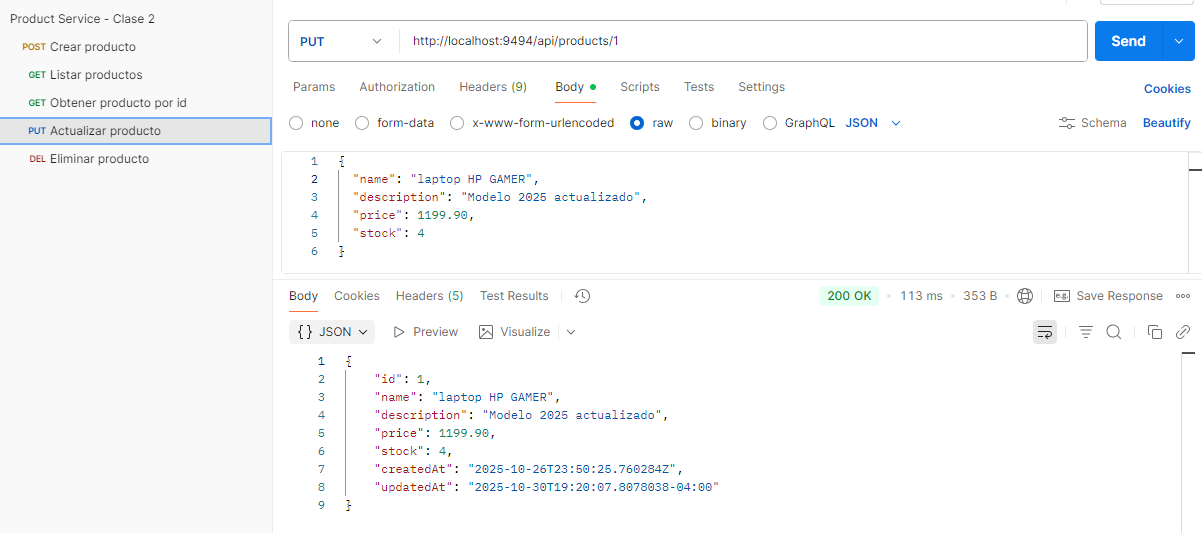 Product Service - Clase 2
POST Crear producto
GET Listar productos
GET Obtener producto por id
PUT Actualizar producto
DEL Eliminar producto
PUT http://localhost:9494/api/products/1 Send
Params Authorization Headers (9) Body Scripts Tests Settings Cookies
none form-data x-www-form-urlencoded raw binary GraphQL JSON Schema Beautify
1 {
2 "name": "laptop HP GAMER",
3 "description": "Modelo 2025 actualizado",
4 "price": 1199.90,
5 "stock": 4
6 }
Body Cookies Headers (5) Test Results 200 OK 113 ms 353 B e.g. Save Response
{} JSON Preview Visualize
1 {
2 "id": 1,
3 "name": "laptop HP GAMER",
4 "description": "Modelo 2025 actualizado",
5 "price": 1199.90,
6 "stock": 4,
7 "createdAt": "2025-10-26T23:50:25.760284Z",
8 "updatedAt": "2025-10-30T19:20:07.8078038-04:00"
9 }